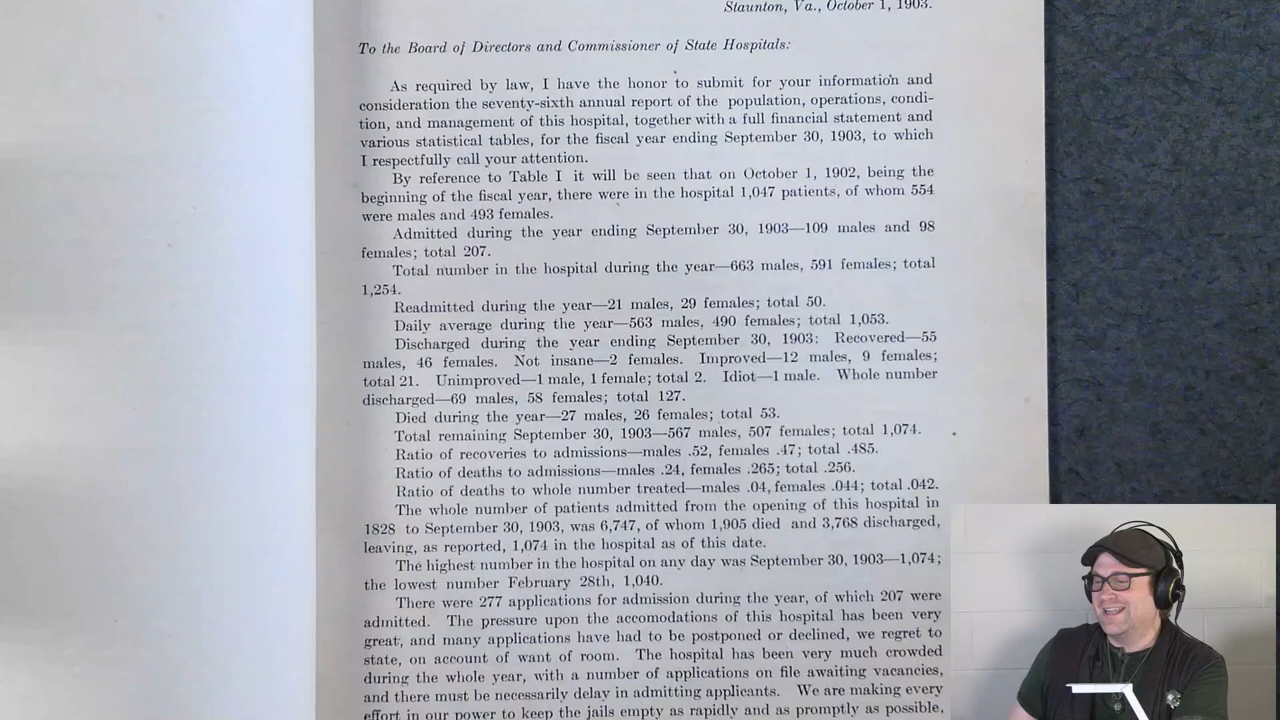 Staunton, Va., October 1, 1903.
To the Board of Directors and Commissioner of State Hospitals:
As required by law, I have the honor to submit for your information and
consideration the seventy-sixth annual report of the population, operations, condi-
tion, and management of this hospital, together with a full financial statement and
various statistical tables, for the fiscal year ending September 30, 1903, to which
I respectfully call your attention.
By reference to Table I it will be seen that on October 1, 1902, being the
beginning of the fiscal year, there were in the hospital 1,047 patients, of whom 554
were males and 493 females.
Admitted during the year ending September 30, 1903—109 males and 98
females; total 207.
Total number in the hospital during the year—663 males, 591 females; total
1,254.
Readmitted during the year—21 males, 29 females; total 50.
Daily average during the year—563 males, 490 females; total 1,053.
Discharged during the year ending September 30, 1903: Recovered—55
males, 46 females. Not insane—2 females. Improved—12 males, 9 females;
total 21. Unimproved—1 male, 1 female; total 2. Idiot—1 male. Whole number
discharged—69 males, 58 females; total 127.
Died during the year—27 males, 26 females; total 53.
Total remaining September 30, 1903—567 males, 507 females; total 1,074.
Ratio of recoveries to admissions—males .52, females .47; total .485.
Ratio of deaths to admissions—males .24, females .265; total .256.
Ratio of deaths to whole number treated—males .04, females .044; total .042.
The whole number of patients admitted from the opening of this hospital in
1828 to September 30, 1903, was 6,747, of whom 1,905 died and 3,768 discharged,
leaving, as reported, 1,074 in the hospital as of this date.
The highest number in the hospital on any day was September 30, 1903—1,074;
the lowest number February 28th, 1,040.
There were 277 applications for admission during the year, of which 207 were
admitted. The pressure upon the accomodations of this hospital has been very
great, and many applications have had to be postponed or declined, we regret to
state, on account of want of room. The hospital has been very much crowded
during the whole year, with a number of applications on file awaiting vacancies,
and there must be necessarily delay in admitting applicants. We are making every
effort in our power to keep the jails empty as rapidly and as promptly as possible,